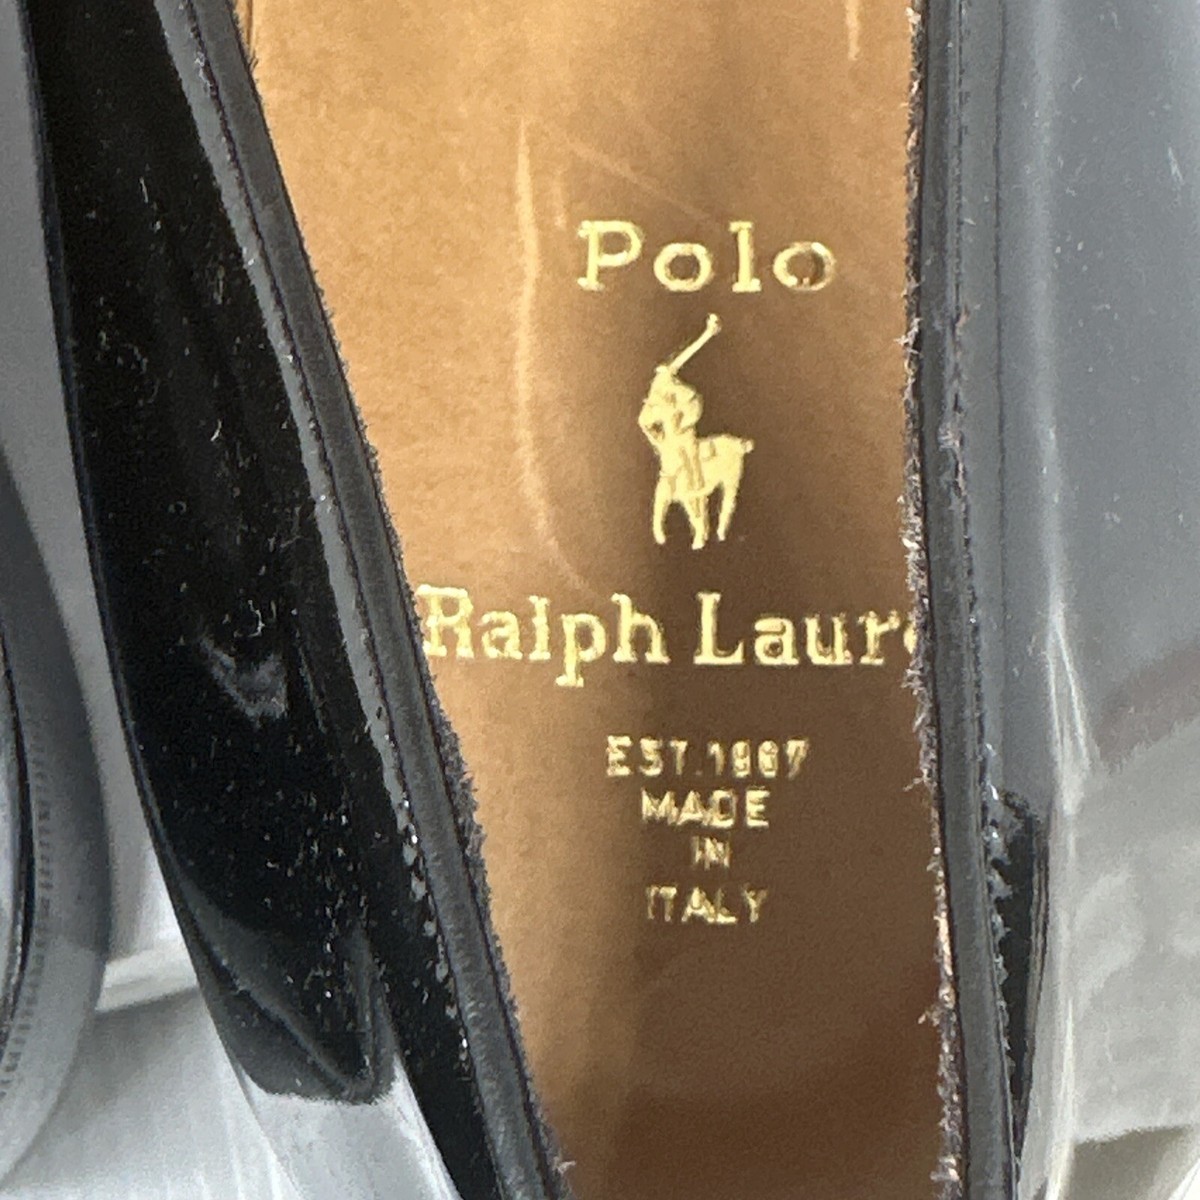 Polo
Ralph Laure
EST. 1967
MADE
IN
ITALY